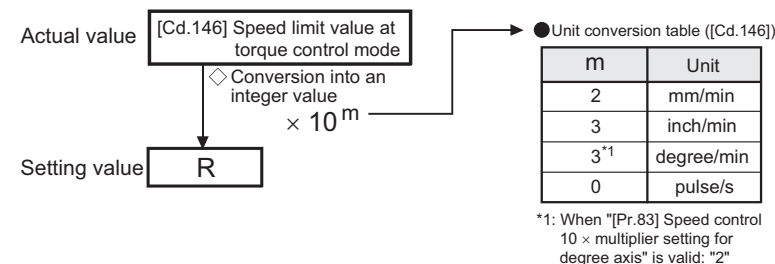 Actual value
[Cd.146] Speed limit value at
torque control mode
◇ Conversion into an
integer value
× 10^m
Setting value
R
●Unit conversion table ([Cd.146])
m Unit
2 mm/min
3 inch/min
3*1 degree/min
0 pulse/s
*1: When "[Pr.83] Speed control
10 × multiplier setting for
degree axis" is valid: "2"